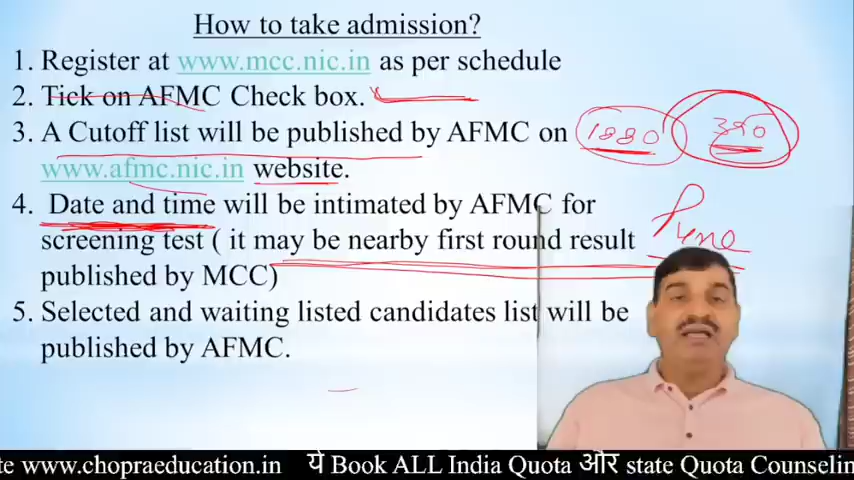 How to take admission?
1. Register at www.mcc.nic.in as per schedule
2. Tick on AFMC Check box.
3. A Cutoff list will be published by AFMC on
1880
390
www.afmc.nic.in website.
4. Date and time will be intimated by AFMC for
screening test ( it may be nearby first round result
Pune
published by MCC)
5. Selected and waiting listed candidates list will be
published by AFMC.
te www.chopraeducation.in ये Book ALL India Quota और state Quota Counselin